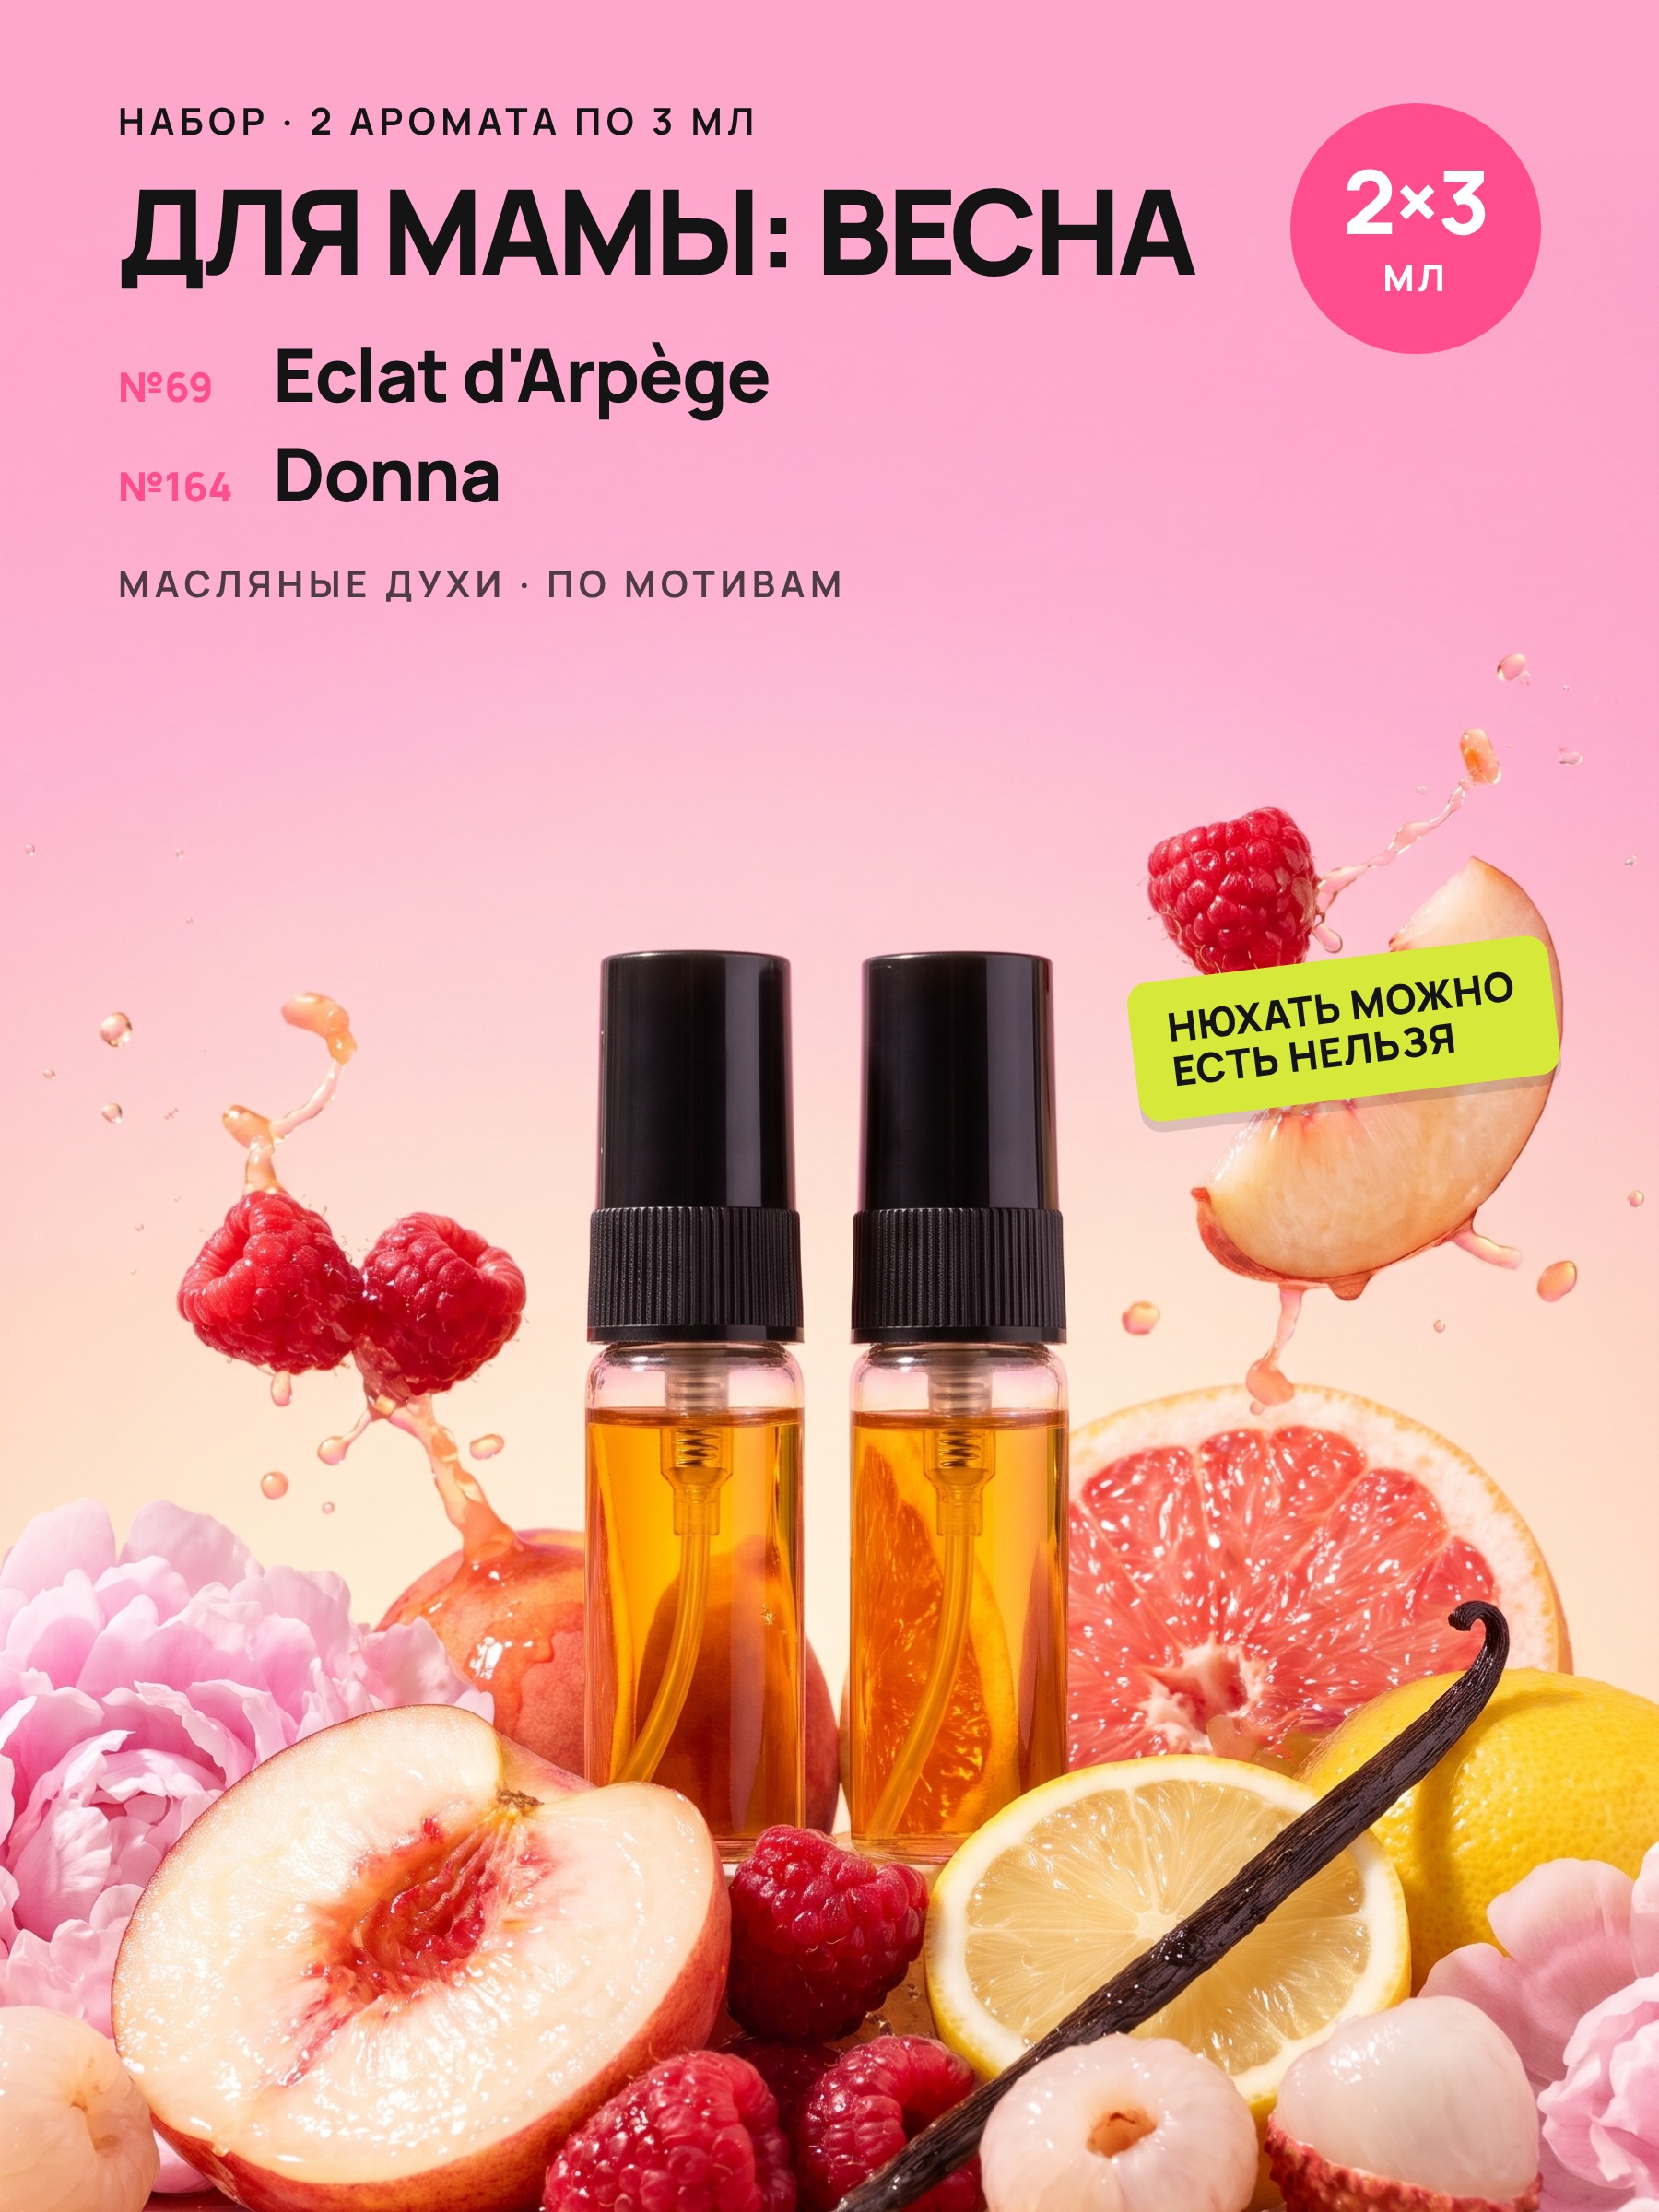 НАБОР · 2 АРОМАТА ПО 3 МЛ
ДЛЯ МАМЫ: ВЕСНА
2×3
МЛ
№69 Eclat d'Arpège
№164 Donna
МАСЛЯНЫЕ ДУХИ · ПО МОТИВАМ
НЮХАТЬ МОЖНО
ЕСТЬ НЕЛЬЗЯ